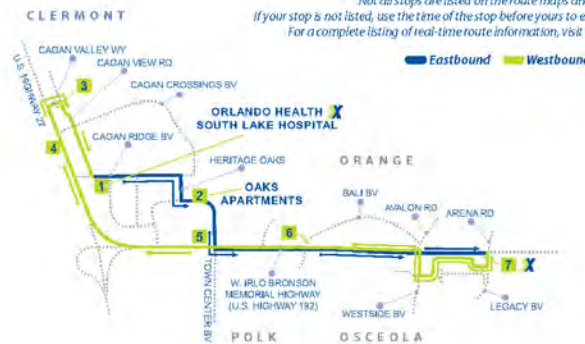 Not all stops are listed on the route maps an
if your stop is not listed, use the time of the stop before yours to e
For a complete listing of real-time route information, visit
Eastbound
Westboun
CLERMONT
CAGAN VALLEY WY
CAGAN VIEW RD
CAGAN CROSSINGS BV
U.S. HIGHWAY 27
3
4
ORLANDO HEALTH X
SOUTH LAKE HOSPITAL
CAGAN RIDGE BV
HERITAGE OAKS
ORANGE
1
2
OAKS
APARTMENTS
BALI BV
AVALON RD
ARENA RD
5
6
7 X
TOWN CENTER BV
W. IRLO BRONSON
MEMORIAL HIGHWAY
(U.S. HIGHWAY 192)
WESTSIDE BV
LEGACY BV
POLK
OSCEOLA